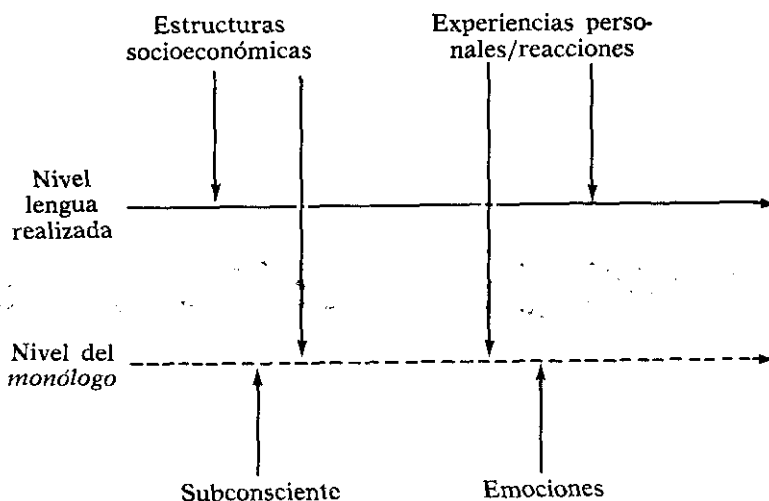 Estructuras
socioeconómicas
Experiencias perso-
nales/reacciones
Nivel
lengua
realizada
Nivel del
monólogo
Subconsciente
Emociones